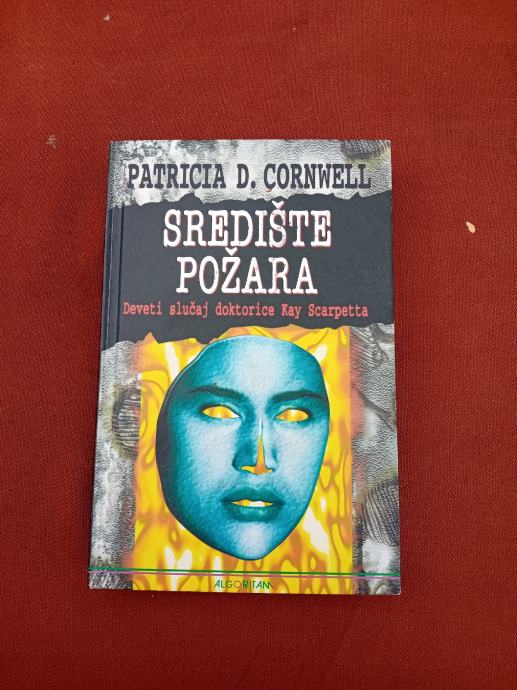 PATRICIA D. CORNWELL
SREDIŠTE
POŽARA
Deveti slučaj doktorice Kay Scarpetta
ALGORITAM